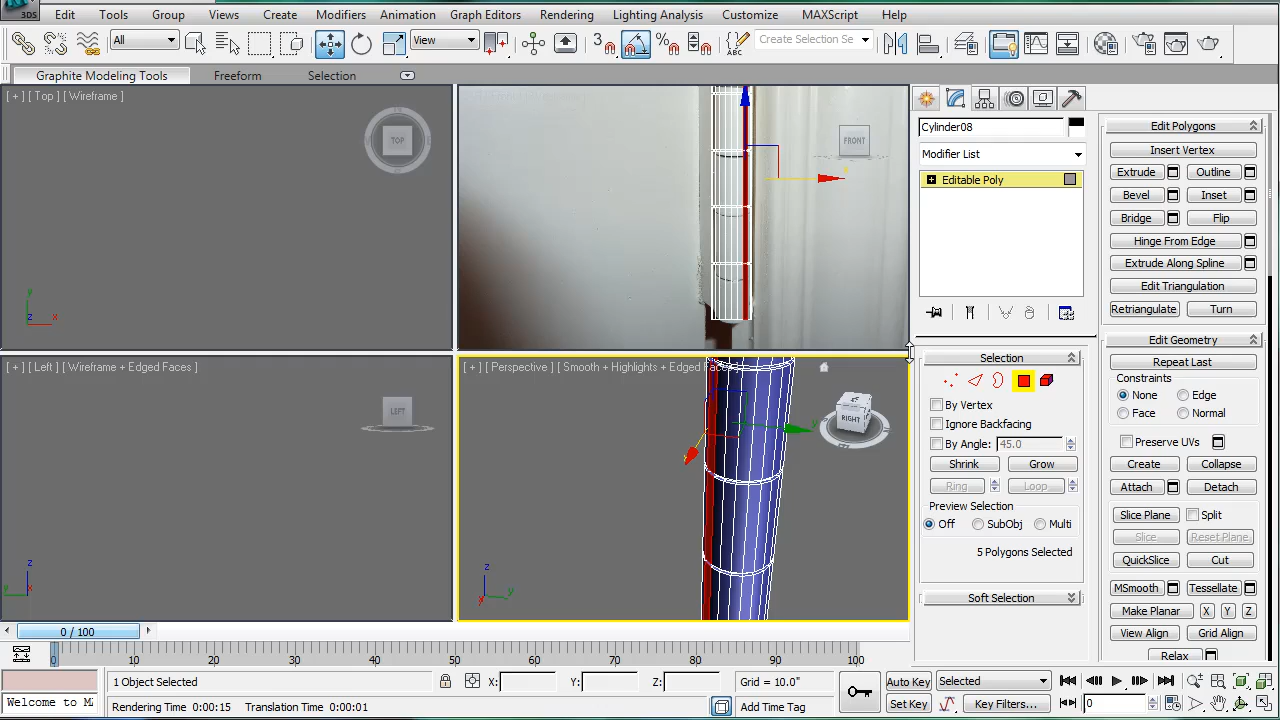 3DS Edit Tools Group Views Create Modifiers Animation Graph Editors Rendering Lighting Analysis Customize MAXScript Help
All View 3 Create Selection Se
Graphite Modeling Tools Freeform Selection
[ + ] [ Top ] [ Wireframe ]
TOP
FRONT
y
z x
Cylinder08
Modifier List
Editable Poly
Edit Polygons
Insert Vertex
Extrude Outline
Bevel Inset
Bridge Flip
Hinge From Edge
Extrude Along Spline
Edit Triangulation
Retriangulate Turn
[ + ] [ Left ] [ Wireframe + Edged Faces ]
LEFT
z
y x
[ + ] [ Perspective ] [ Smooth + Highlights + Edged Faces ]
RIGHT
z
x y
Selection
By Vertex
Ignore Backfacing
By Angle: 45.0
Shrink Grow
Ring Loop
Preview Selection
Off SubObj Multi
5 Polygons Selected
Soft Selection
Edit Geometry
Repeat Last
Constraints
None Edge
Face Normal
Preserve UVs
Create Collapse
Attach Detach
Slice Plane Split
Slice Reset Plane
QuickSlice Cut
MSmooth Tessellate
Make Planar X Y Z
View Align Grid Align
Relax
0 / 100
0 10 20 30 40 50 60 70 80 90 100
1 Object Selected X: Y: Z: Grid = 10.0" Auto Key Selected
Welcome to M Rendering Time 0:00:15 Translation Time 0:00:01 Add Time Tag Set Key Key Filters... 0